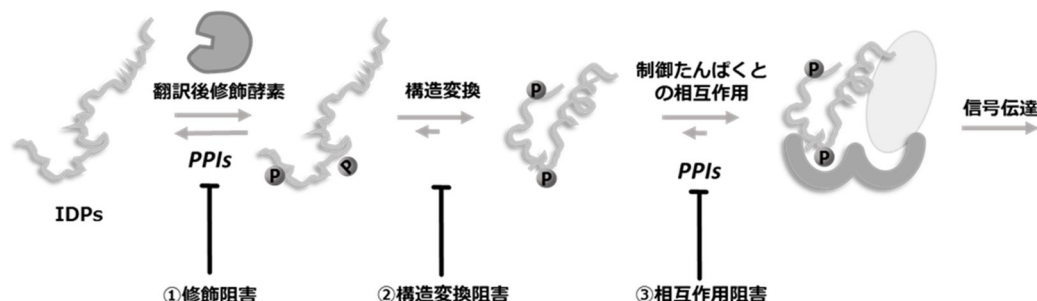 翻訳後修飾酵素
PPIs
IDPs
P
P
構造変換
P
P
制御たんぱくと
の相互作用
PPIs
P
P
信号伝達
①修飾阻害
②構造変換阻害
③相互作用阻害